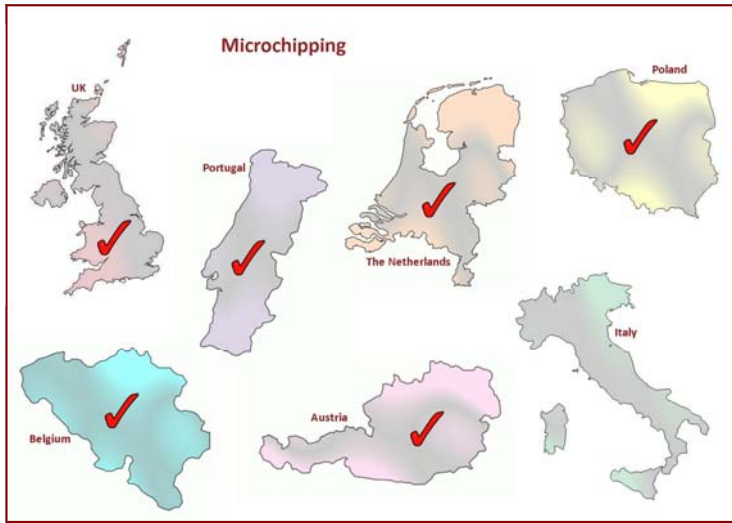 Microchipping
UK
Poland
Portugal
The Netherlands
Italy
Belgium
Austria